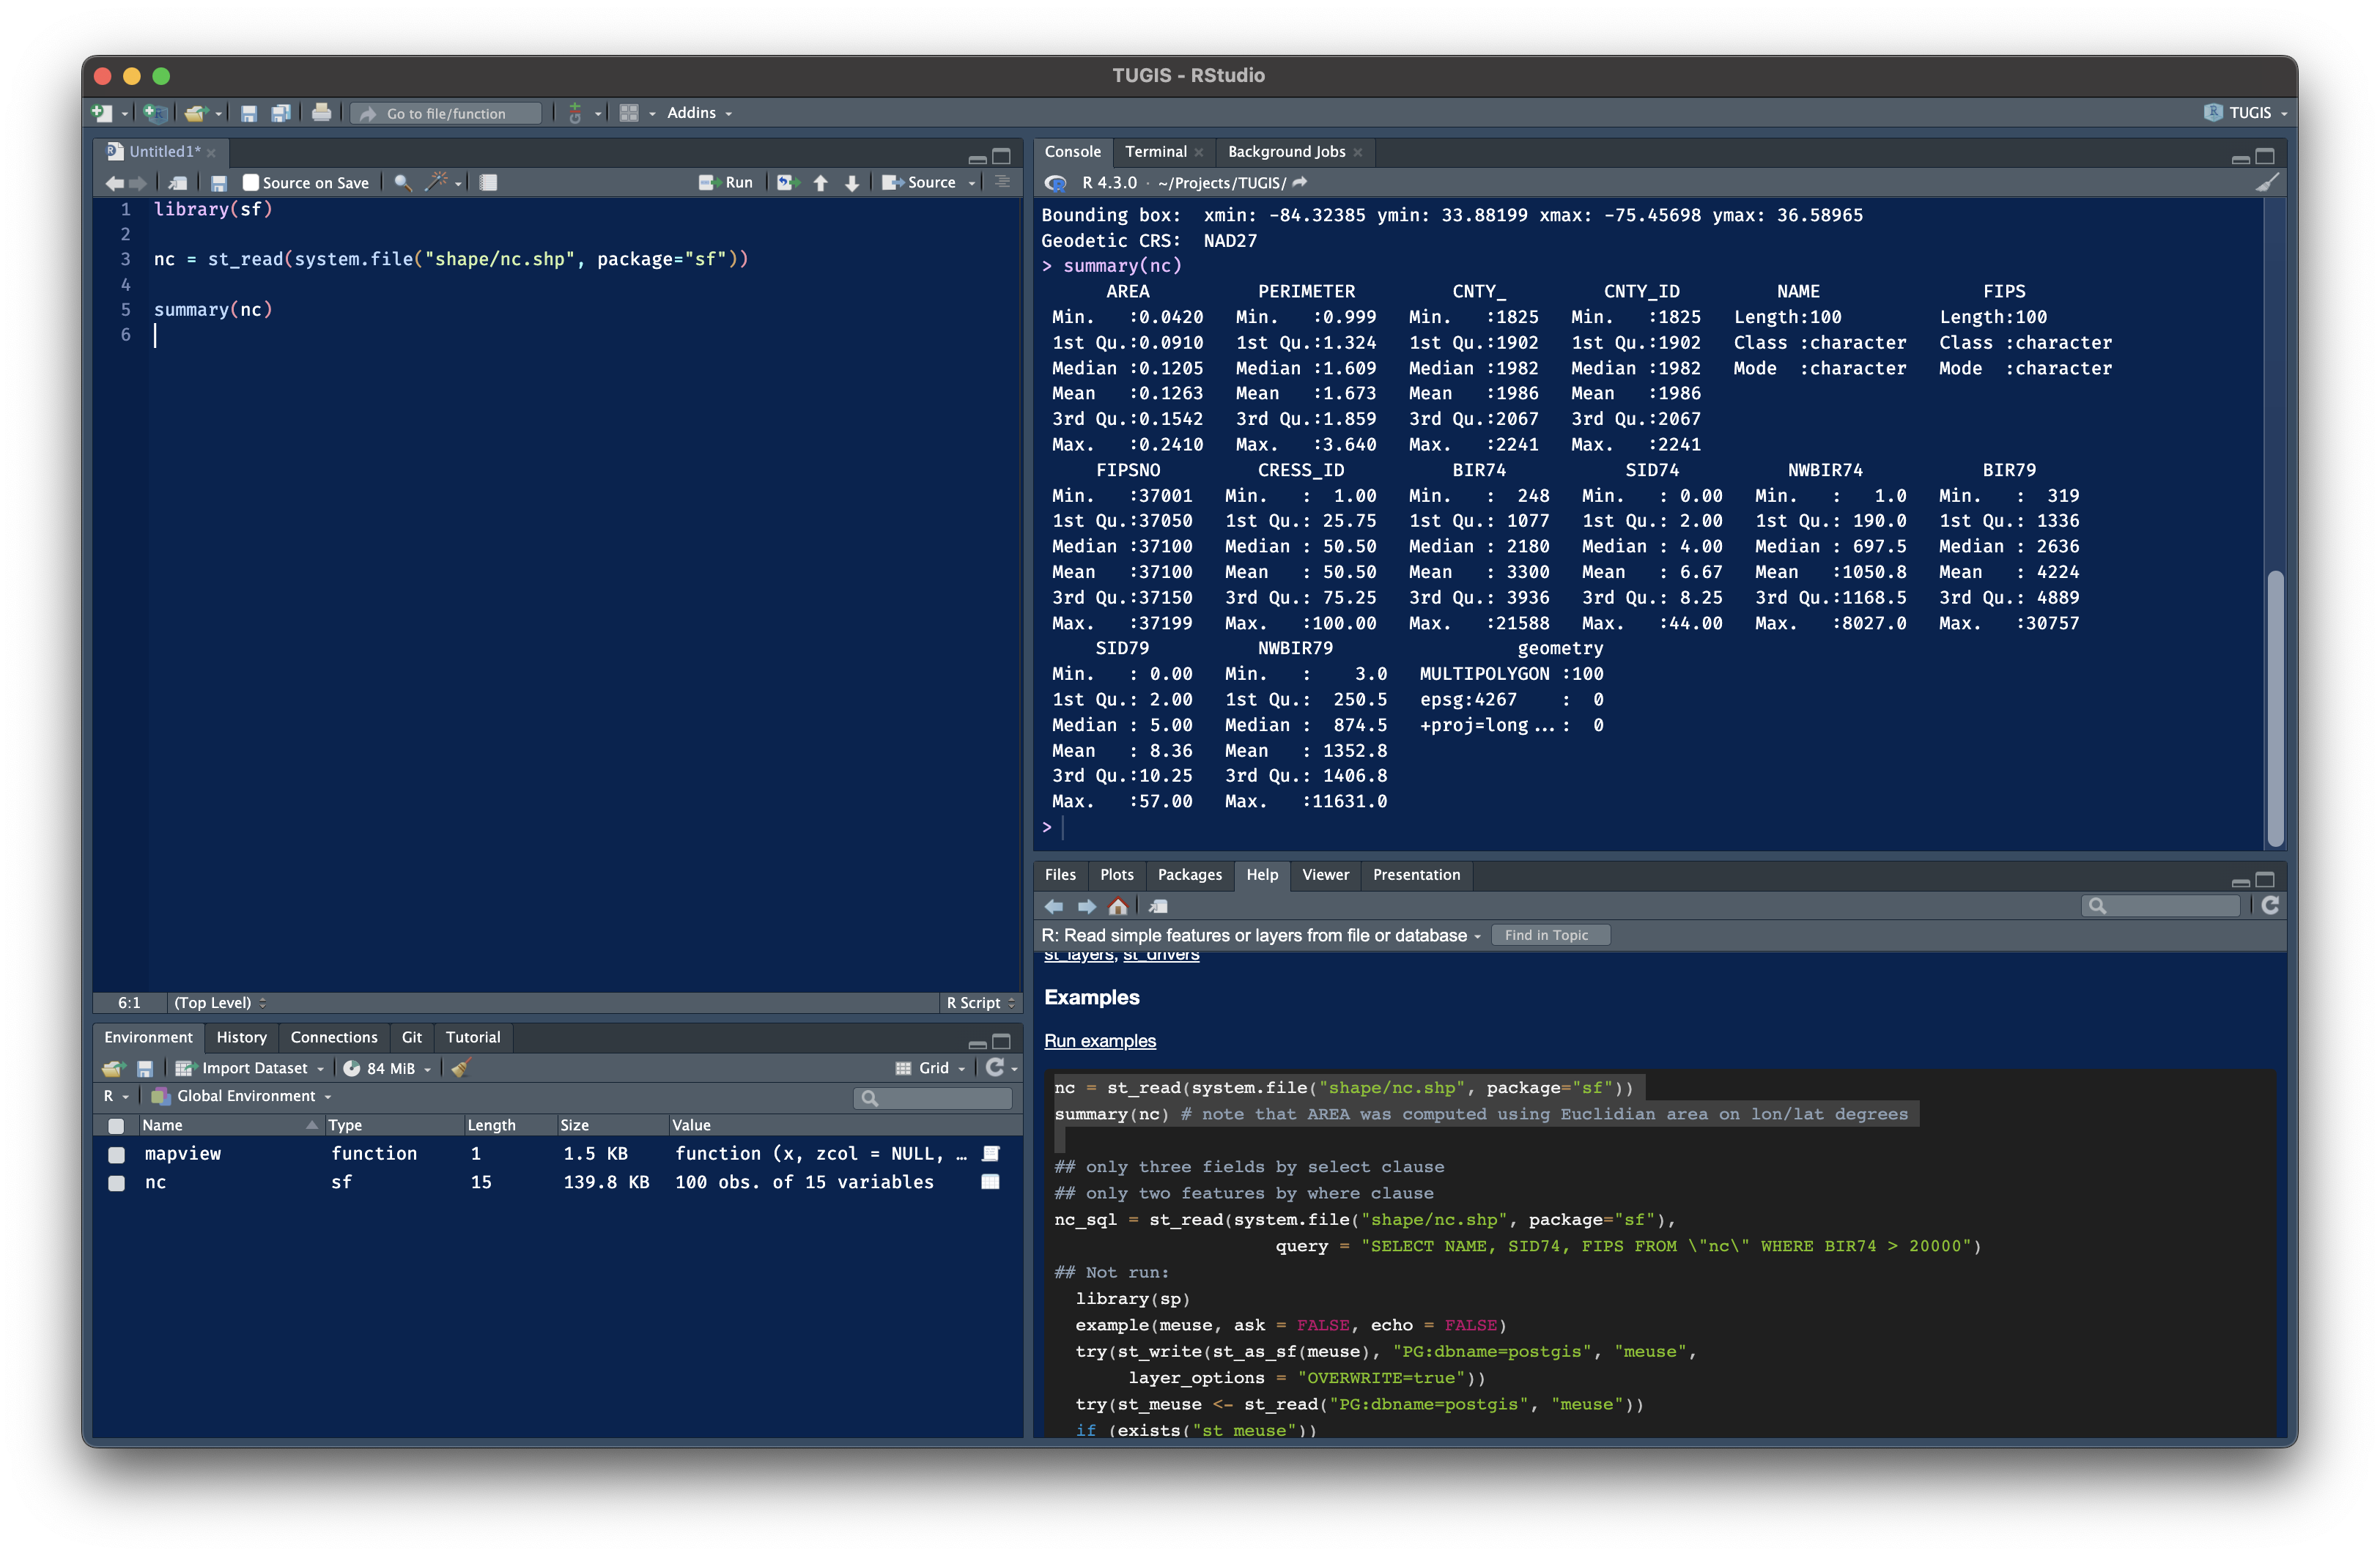 TUGIS - RStudio
Go to file/function Addins TUGIS
Untitled1*
Source on Save Run Source
1 library(sf)
2
3 nc = st_read(system.file("shape/nc.shp", package="sf"))
4
5 summary(nc)
6
6:1 (Top Level) R Script
Environment History Connections Git Tutorial
Import Dataset 84 MiB Grid
R Global Environment
Name Type Length Size Value
mapview function 1 1.5 KB function (x, zcol = NULL, …
nc sf 15 139.8 KB 100 obs. of 15 variables
Console Terminal Background Jobs
R 4.3.0 · ~/Projects/TUGIS/
Bounding box:  xmin: -84.32385 ymin: 33.88199 xmax: -75.45698 ymax: 36.58965
Geodetic CRS:  NAD27
> summary(nc)
AREA PERIMETER CNTY_ CNTY_ID NAME FIPS
Min.   :0.0420   Min.   :0.999   Min.   :1825   Min.   :1825   Length:100         Length:100
1st Qu.:0.0910   1st Qu.:1.324   1st Qu.:1902   1st Qu.:1902   Class :character   Class :character
Median :0.1205   Median :1.609   Median :1982   Median :1982   Mode  :character   Mode  :character
Mean   :0.1263   Mean   :1.673   Mean   :1986   Mean   :1986
3rd Qu.:0.1542   3rd Qu.:1.859   3rd Qu.:2067   3rd Qu.:2067
Max.   :0.2410   Max.   :3.640   Max.   :2241   Max.   :2241
FIPSNO CRESS_ID BIR74 SID74 NWBIR74 BIR79
Min.   :37001   Min.   :  1.00   Min.   :  248   Min.   : 0.00   Min.   :   1.0   Min.   :  319
1st Qu.:37050   1st Qu.: 25.75   1st Qu.: 1077   1st Qu.: 2.00   1st Qu.: 190.0   1st Qu.: 1336
Median :37100   Median : 50.50   Median : 2180   Median : 4.00   Median : 697.5   Median : 2636
Mean   :37100   Mean   : 50.50   Mean   : 3300   Mean   : 6.67   Mean   :1050.8   Mean   : 4224
3rd Qu.:37150   3rd Qu.: 75.25   3rd Qu.: 3936   3rd Qu.: 8.25   3rd Qu.:1168.5   3rd Qu.: 4889
Max.   :37199   Max.   :100.00   Max.   :21588   Max.   :44.00   Max.   :8027.0   Max.   :30757
SID79 NWBIR79 geometry
Min.   : 0.00   Min.   :    3.0   MULTIPOLYGON :100
1st Qu.: 2.00   1st Qu.:  250.5   epsg:4267    :  0
Median : 5.00   Median :  874.5   +proj=long...:  0
Mean   : 8.36   Mean   : 1352.8
3rd Qu.:10.25   3rd Qu.: 1406.8
Max.   :57.00   Max.   :11631.0
>
Files Plots Packages Help Viewer Presentation
R: Read simple features or layers from file or database Find in Topic
st_layers, st_drivers
Examples
Run examples
nc = st_read(system.file("shape/nc.shp", package="sf"))
summary(nc) # note that AREA was computed using Euclidian area on lon/lat degrees
## only three fields by select clause
## only two features by where clause
nc_sql = st_read(system.file("shape/nc.shp", package="sf"),
query = "SELECT NAME, SID74, FIPS FROM \"nc\" WHERE BIR74 > 20000")
## Not run:
library(sp)
example(meuse, ask = FALSE, echo = FALSE)
try(st_write(st_as_sf(meuse), "PG:dbname=postgis", "meuse",
layer_options = "OVERWRITE=true"))
try(st_meuse <- st_read("PG:dbname=postgis", "meuse"))
if (exists("st_meuse"))